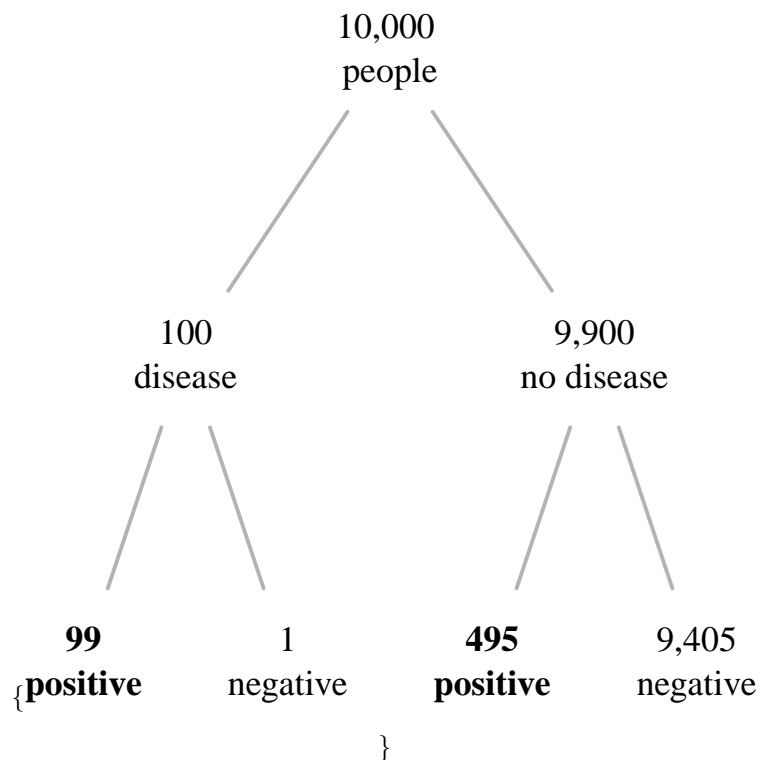 10,000
people
100
disease
9,900
no disease
99
positive
1
negative
495
positive
9,405
negative
{
}